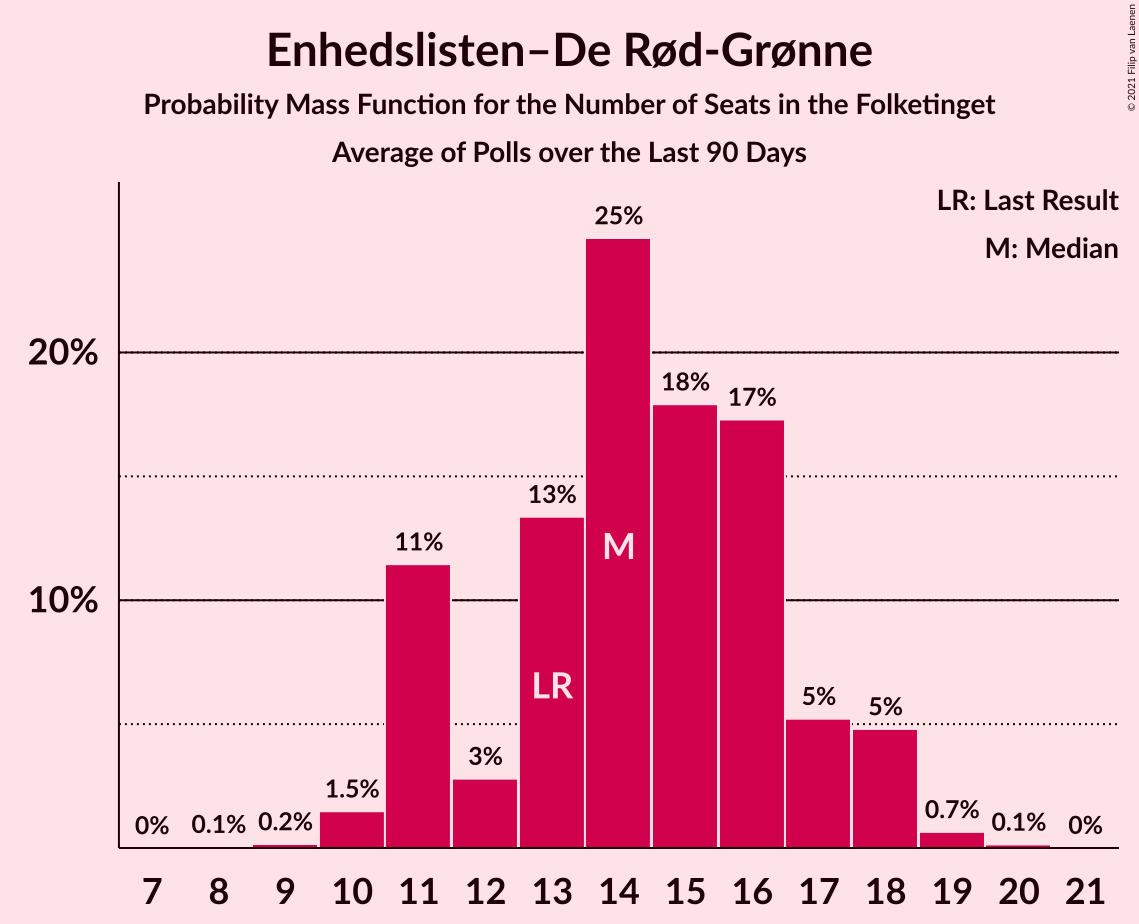 Enhedslisten–De Rød-Grønne
Probability Mass Function for the Number of Seats in the Folketinget
Average of Polls over the Last 90 Days
© 2021 Filip van Laenen
LR: Last Result
M: Median
20%
10%
0%
0.1%
0.2%
1.5%
11%
3%
13%
25%
18%
17%
5%
5%
0.7%
0.1%
0%
LR
M
7 8 9 10 11 12 13 14 15 16 17 18 19 20 21